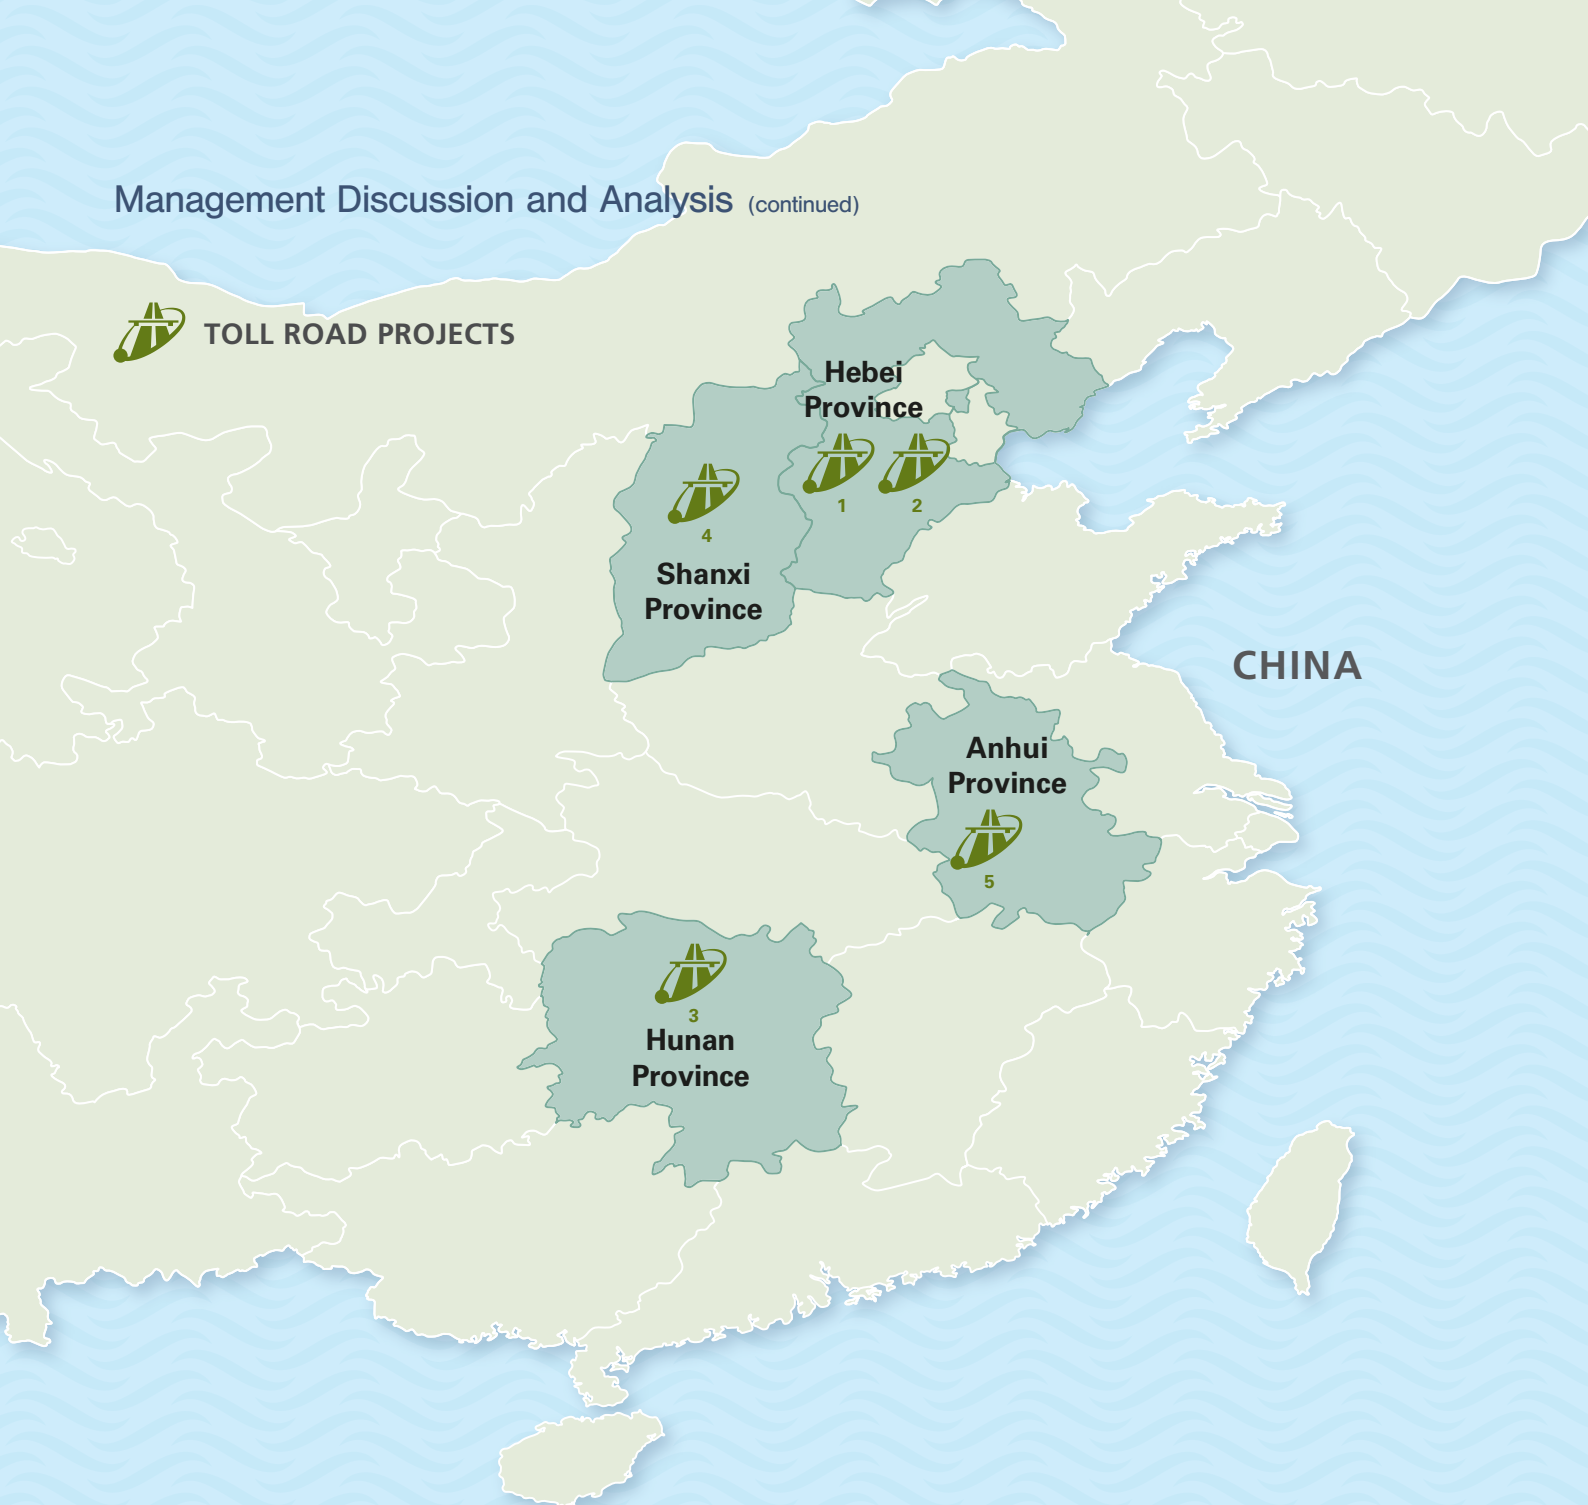 Management Discussion and Analysis (continued)
TOLL ROAD PROJECTS
Hebei
Province
1
2
4
Shanxi
Province
CHINA
Anhui
Province
5
3
Hunan
Province